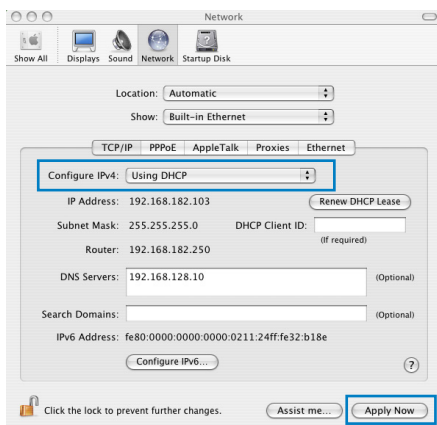 Network
Show All Displays Sound Network Startup Disk
Location: Automatic
Show: Built-in Ethernet
TCP/IP PPPoE AppleTalk Proxies Ethernet
Configure IPv4: Using DHCP
IP Address: 192.168.182.103 Renew DHCP Lease
Subnet Mask: 255.255.255.0 DHCP Client ID:
(If required)
Router: 192.168.182.250
DNS Servers: 192.168.128.10 (Optional)
Search Domains: (Optional)
IPv6 Address: fe80:0000:0000:0000:0211:24ff:fe32:b18e
Configure IPv6... ?
Click the lock to prevent further changes. Assist me... Apply Now